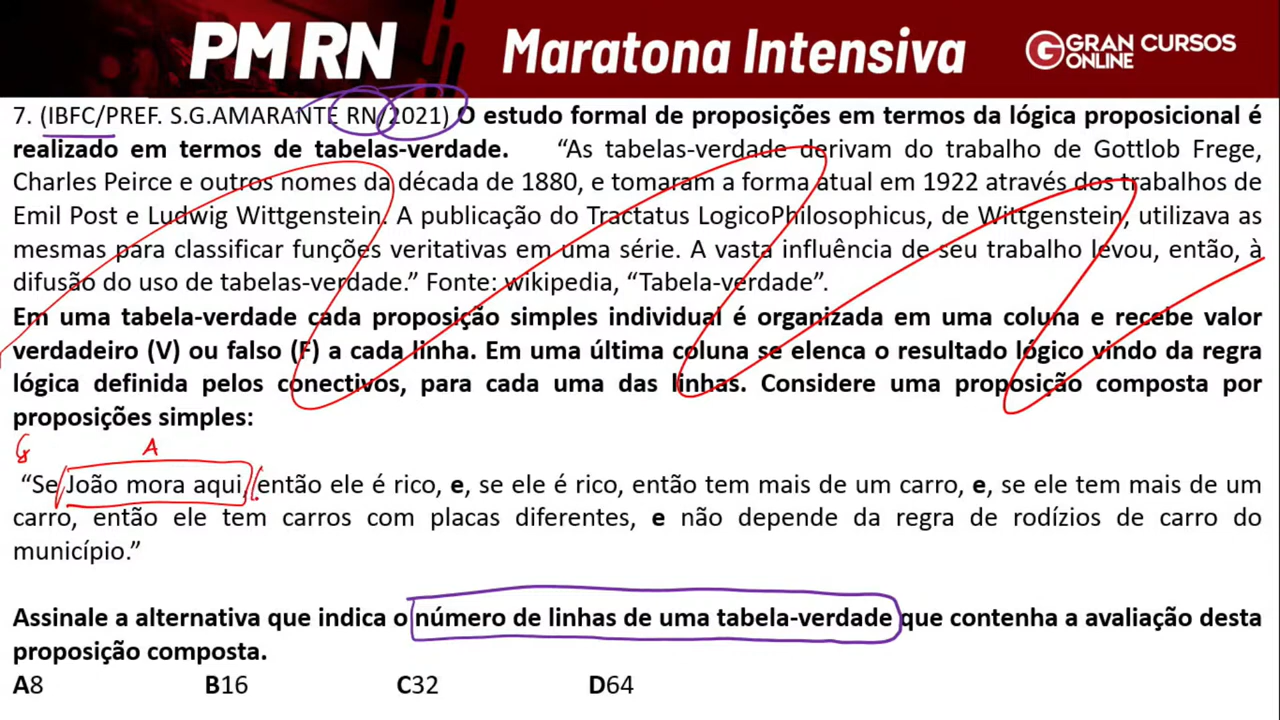 PM RN Maratona Intensiva GRAN CURSOS ONLINE
7. (IBFC/PREF. S.G.AMARANTE RN/2021) O estudo formal de proposições em termos da lógica proposicional é
realizado em termos de tabelas-verdade. “As tabelas-verdade derivam do trabalho de Gottlob Frege,
Charles Peirce e outros nomes da década de 1880, e tomaram a forma atual em 1922 através dos trabalhos de
Emil Post e Ludwig Wittgenstein. A publicação do Tractatus LogicoPhilosophicus, de Wittgenstein, utilizava as
mesmas para classificar funções veritativas em uma série. A vasta influência de seu trabalho levou, então, à
difusão do uso de tabelas-verdade.” Fonte: wikipedia, “Tabela-verdade”.
Em uma tabela-verdade cada proposição simples individual é organizada em uma coluna e recebe valor
verdadeiro (V) ou falso (F) a cada linha. Em uma última coluna se elenca o resultado lógico vindo da regra
lógica definida pelos conectivos, para cada uma das linhas. Considere uma proposição composta por
proposições simples:
A
“Se João mora aqui, então ele é rico, e, se ele é rico, então tem mais de um carro, e, se ele tem mais de um
carro, então ele tem carros com placas diferentes, e não depende da regra de rodízios de carro do
município.”
Assinale a alternativa que indica o número de linhas de uma tabela-verdade que contenha a avaliação desta
proposição composta.
A8 B16 C32 D64